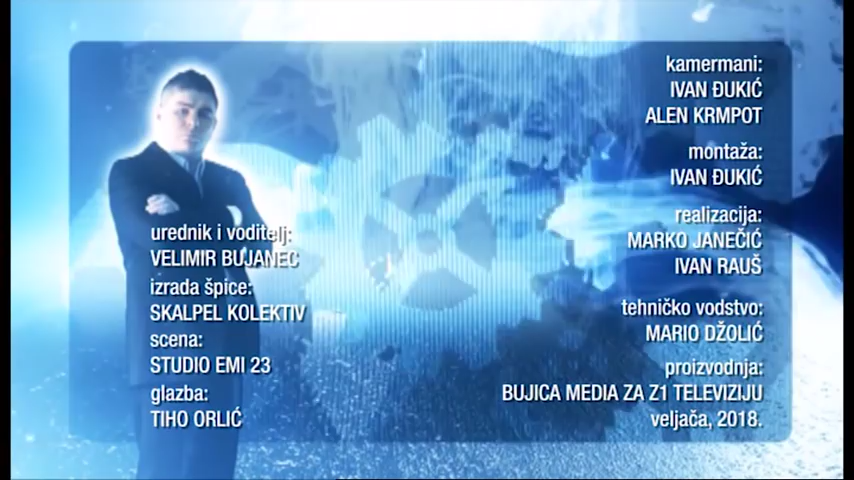 urednik i voditelj:
VELIMIR BUJANEC
izrada špice:
SKALPEL KOLEKTIV
scena:
STUDIO EMI 23
glazba:
TIHO ORLIĆ
kamermani:
IVAN ĐUKIĆ
ALEN KRMPOT
montaža:
IVAN ĐUKIĆ
realizacija:
MARKO JANEČIĆ
IVAN RAUŠ
tehničko vodstvo:
MARIO DŽOLIĆ
proizvodnja:
BUJICA MEDIA ZA Z1 TELEVIZIJU
veljača, 2018.